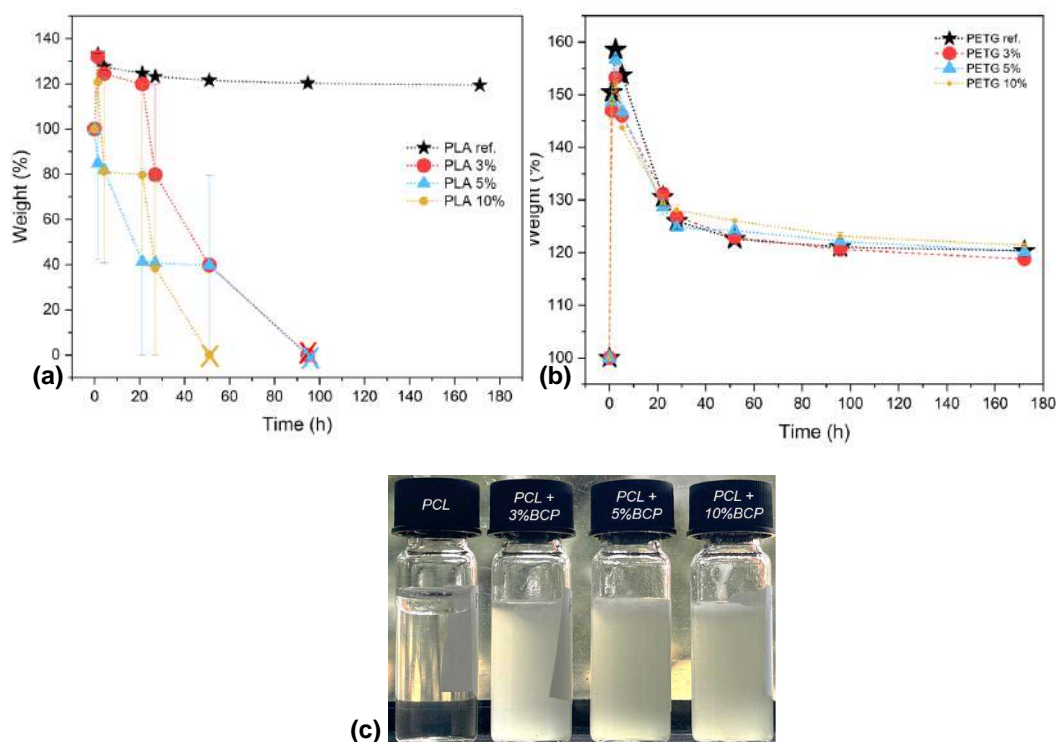 140
120
100
80
60
40
20
0
Weight (%)
0 20 40 60 80 100 120 140 160 180
Time (h)
PLA ref.
PLA 3%
PLA 5%
PLA 10%
(a)
160
150
140
130
120
110
100
Weight (%)
0 20 40 60 80 100 120 140 160 180
Time (h)
PETG ref.
PETG 3%
PETG 5%
PETG 10%
(b)
PCL
PCL +
3%BCP
PCL +
5%BCP
PCL +
10%BCP
(c)